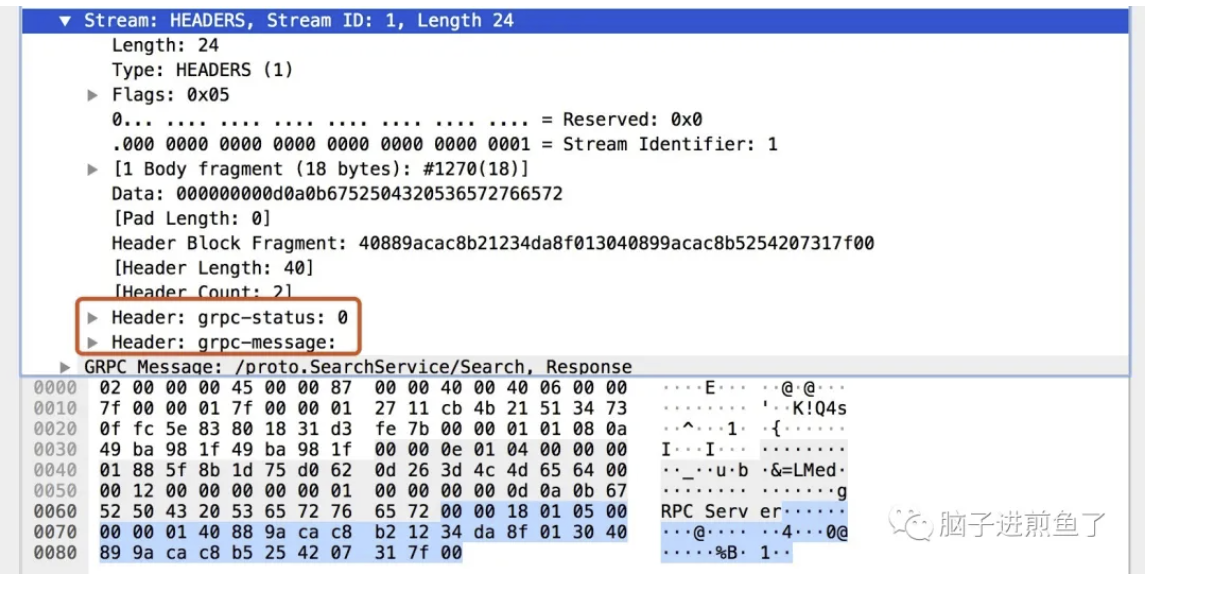 ▼ Stream: HEADERS, Stream ID: 1, Length 24
Length: 24
Type: HEADERS (1)
▶ Flags: 0x05
0... .... .... .... .... .... .... .... = Reserved: 0x0
.000 0000 0000 0000 0000 0000 0000 0001 = Stream Identifier: 1
▶ [1 Body fragment (18 bytes): #1270(18)]
Data: 000000000d0a0b67525043205365727665​72
[Pad Length: 0]
Header Block Fragment: 40889acac8b21234da8f013040899acac8b5254207317f00
[Header Length: 40]
[Header Count: 2]
▶ Header: grpc-status: 0
▶ Header: grpc-message:
▶ GRPC Message: /proto.SearchService/Search, Response
0000 02 00 00 00 45 00 00 87 00 00 40 00 40 06 00 00 ····E··· ··@·@···
0010 7f 00 00 01 7f 00 00 01 27 11 cb 4b 21 51 34 73 ········ '··K!Q4s
0020 0f fc 5e 83 80 18 31 d3 fe 7b 00 00 01 01 08 0a ··^···1· ·{······
0030 49 ba 98 1f 49 ba 98 1f 00 00 0e 01 04 00 00 00 I···I··· ········
0040 01 88 5f 8b 1d 75 d0 62 0d 26 3d 4c 4d 65 64 00 ··_··u·b ·&=LMed·
0050 00 12 00 00 00 00 00 01 00 00 00 00 0d 0a 0b 67 ········ ·······g
0060 52 50 43 20 53 65 72 76 65 72 00 00 18 01 05 00 RPC Serv er······
0070 00 00 01 40 88 9a ca c8 b2 12 34 da 8f 01 30 40 ···@···· ··4···0@
0080 89 9a ca c8 b5 25 42 07 31 7f 00 ·····%B· 1··
脑子进煎鱼了